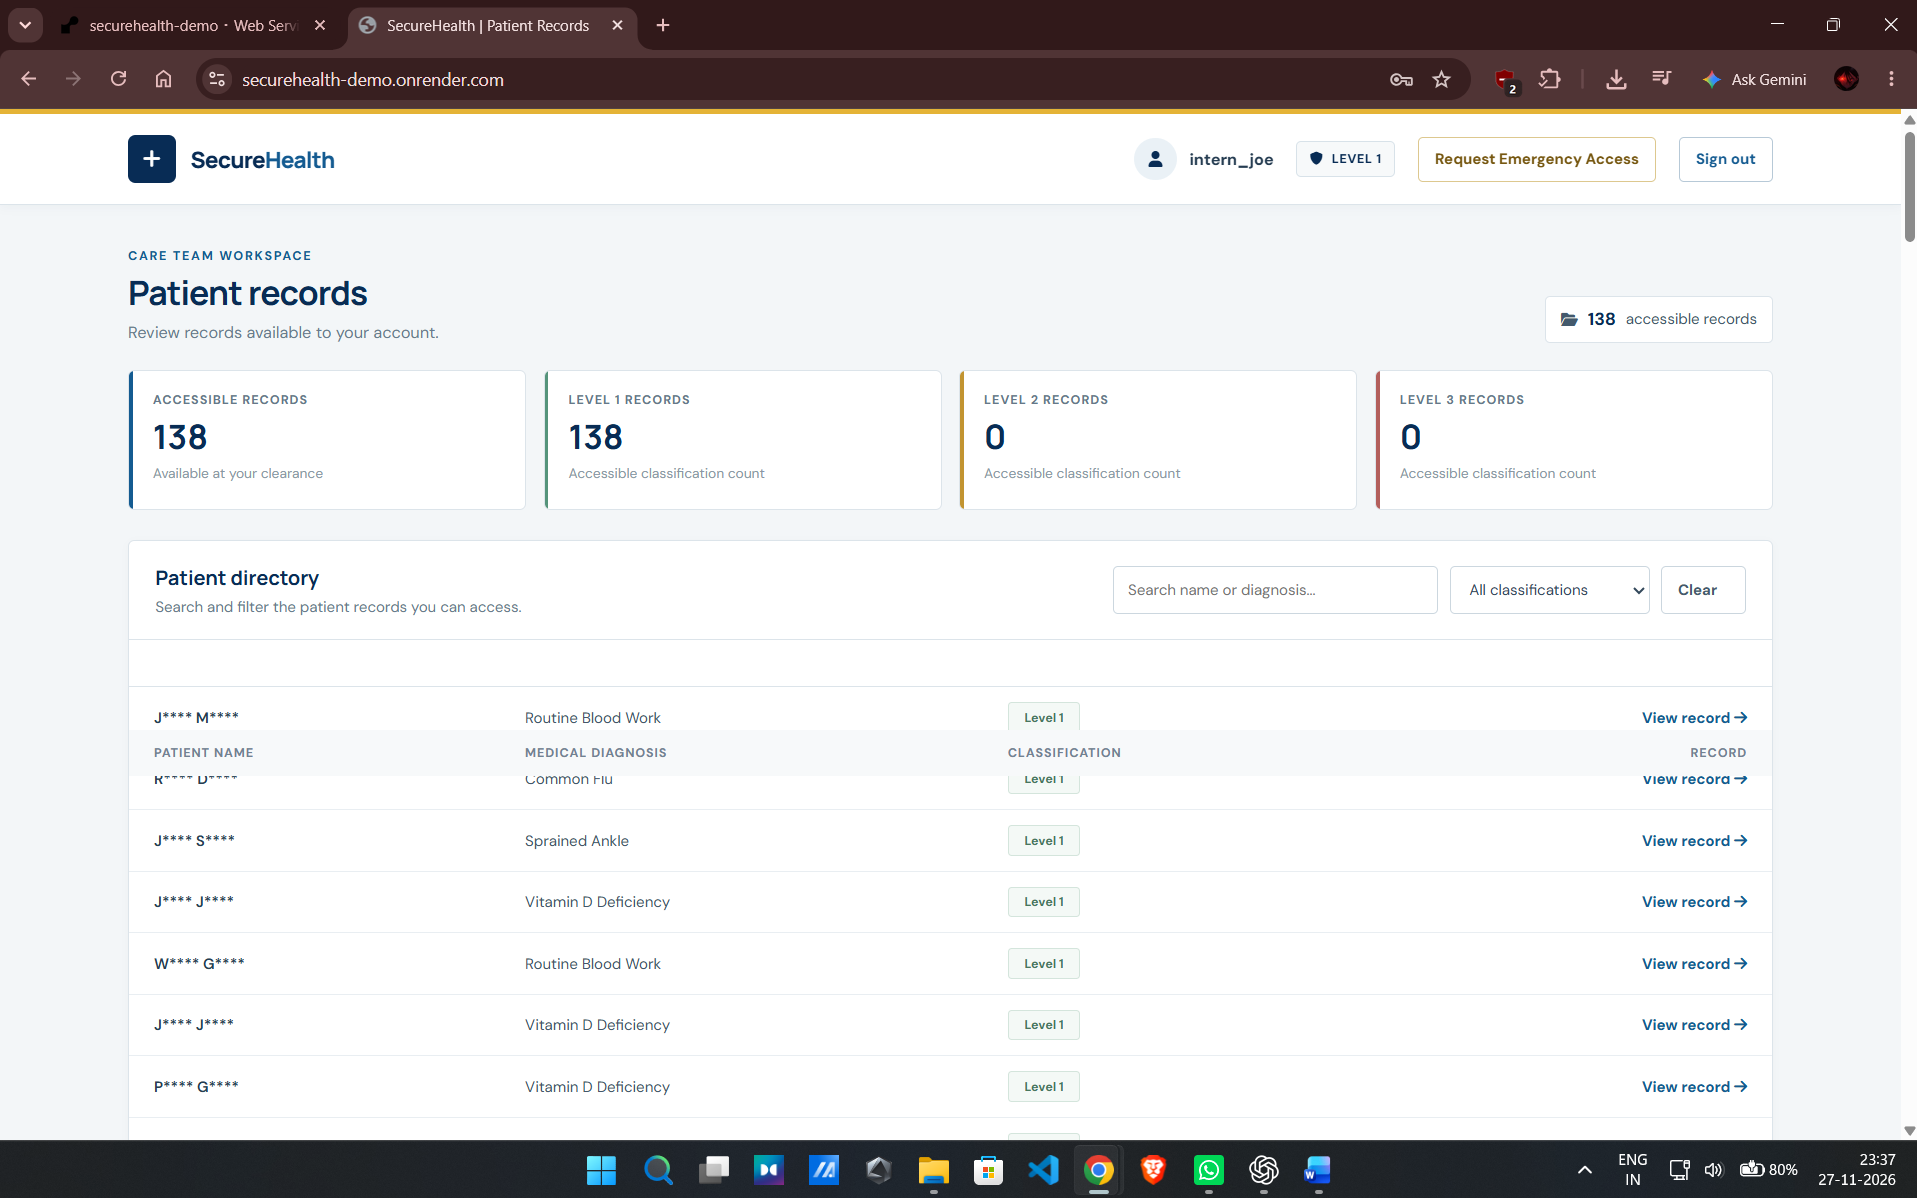 securehealth-demo · Web Serv
SecureHealth | Patient Records
securehealth-demo.onrender.com
2
Ask Gemini
SecureHealth
intern_joe
LEVEL 1
Request Emergency Access
Sign out
CARE TEAM WORKSPACE
Patient records
Review records available to your account.
138 accessible records
ACCESSIBLE RECORDS
138
Available at your clearance
LEVEL 1 RECORDS
138
Accessible classification count
LEVEL 2 RECORDS
0
Accessible classification count
LEVEL 3 RECORDS
0
Accessible classification count
Patient directory
Search and filter the patient records you can access.
Search name or diagnosis...
All classifications
Clear
J**** M**** Routine Blood Work Level 1 View record →
PATIENT NAME MEDICAL DIAGNOSIS CLASSIFICATION RECORD
R**** D**** Common Flu Level 1 View record →
J**** S**** Sprained Ankle Level 1 View record →
J**** J**** Vitamin D Deficiency Level 1 View record →
W**** G**** Routine Blood Work Level 1 View record →
J**** J**** Vitamin D Deficiency Level 1 View record →
P**** G**** Vitamin D Deficiency Level 1 View record →
ENG
IN
80%
23:37
27-11-2026